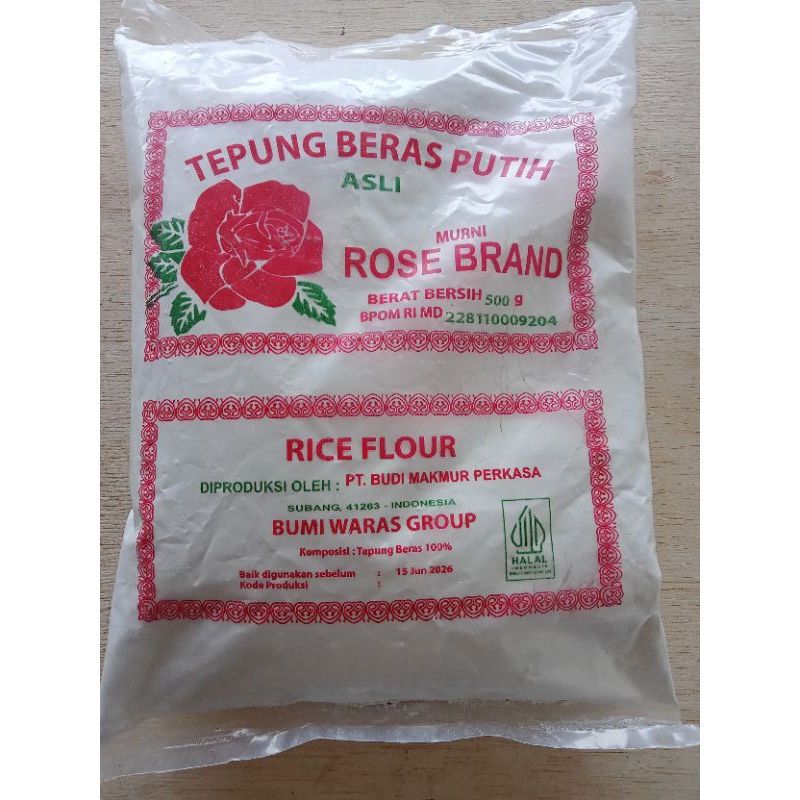 TEPUNG BERAS PUTIH
ASLI
MURNI
ROSE BRAND
BERAT BERSIH 500 g
BPOM RI MD 228110009204
RICE FLOUR
DIPRODUKSI OLEH : PT. BUDI MAKMUR PERKASA
SUBANG, 41263 - INDONESIA
BUMI WARAS GROUP
Komposisi : Tapung Beras 100%
Baik digunakan sebelum : 15 Jun 2026
Kode Produksi :
HALAL
INDONESIA